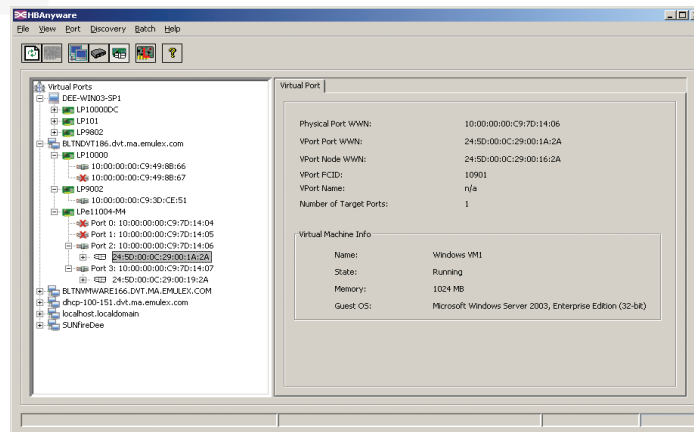 HBAnyware
File View Port Discovery Batch Help
Virtual Ports
DEE-WIN03-SP1
LP10000DC
LP101
LP9802
BLTNDVT186.dvt.ma.emulex.com
LP10000
10:00:00:00:C9:49:8B:66
10:00:00:00:C9:49:8B:67
LP9002
10:00:00:00:C9:3D:CE:51
LPe11004-M4
Port 0: 10:00:00:00:C9:7D:14:04
Port 1: 10:00:00:00:C9:7D:14:05
Port 2: 10:00:00:00:C9:7D:14:06
24:5D:00:0C:29:00:1A:2A
Port 3: 10:00:00:00:C9:7D:14:07
24:5D:00:0C:29:00:19:2A
BLTNVMWARE166.DVT.MA.EMULEX.COM
dhcp-100-151.dvt.ma.emulex.com
localhost.localdomain
SUNfireDee
Virtual Port
Physical Port WWN: 10:00:00:00:C9:7D:14:06
VPort Port WWN: 24:5D:00:0C:29:00:1A:2A
VPort Node WWN: 24:5D:00:0C:29:00:16:2A
VPort FCID: 10901
VPort Name: n/a
Number of Target Ports: 1
Virtual Machine Info
Name: Windows VM1
State: Running
Memory: 1024 MB
Guest OS: Microsoft Windows Server 2003, Enterprise Edition (32-bit)